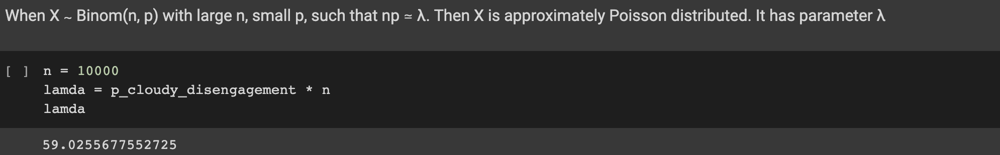 When X ~ Binom(n, p) with large n, small p, such that np ≃ λ. Then X is approximately Poisson distributed. It has parameter λ
[ ] n = 10000
lamda = p_cloudy_disengagement * n
lamda
59.0255677552725